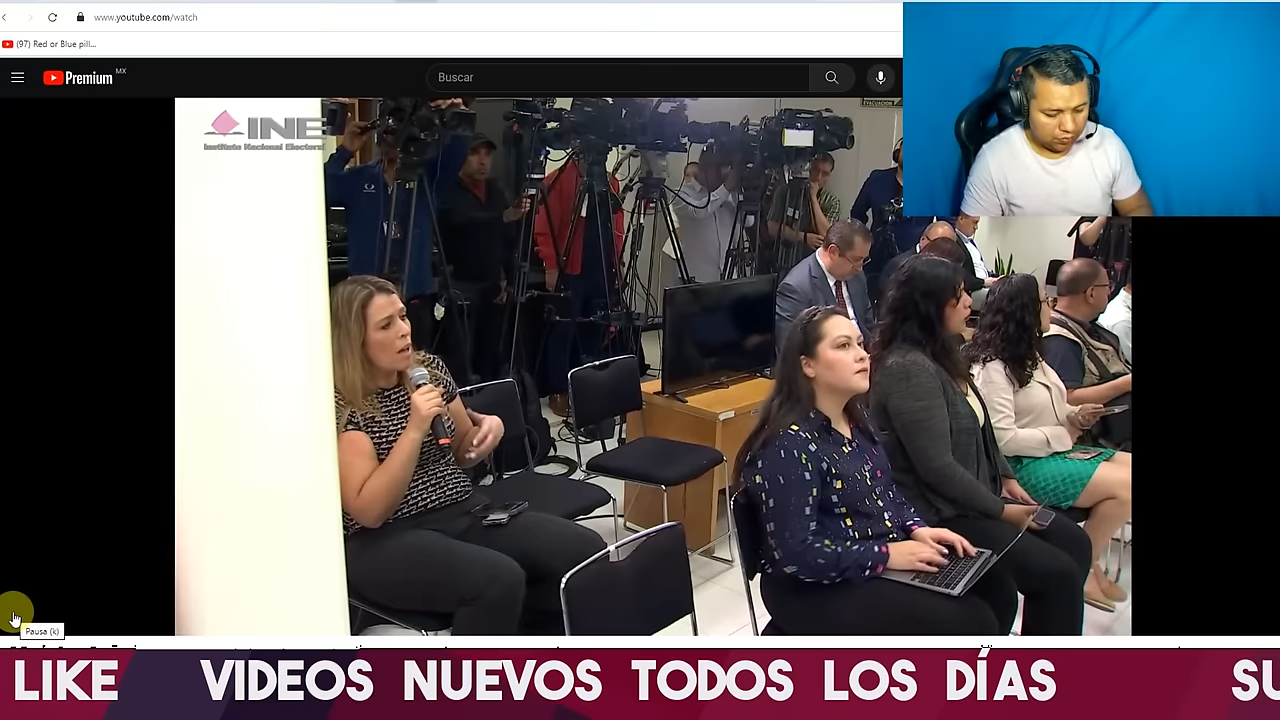 www.youtube.com/watch
(97) Red or Blue pill...
Premium MX
Buscar
EVACUACIÓN
INE
Instituto Nacional Electoral
Pausa (k)
LIKE VIDEOS NUEVOS TODOS LOS DÍAS SU